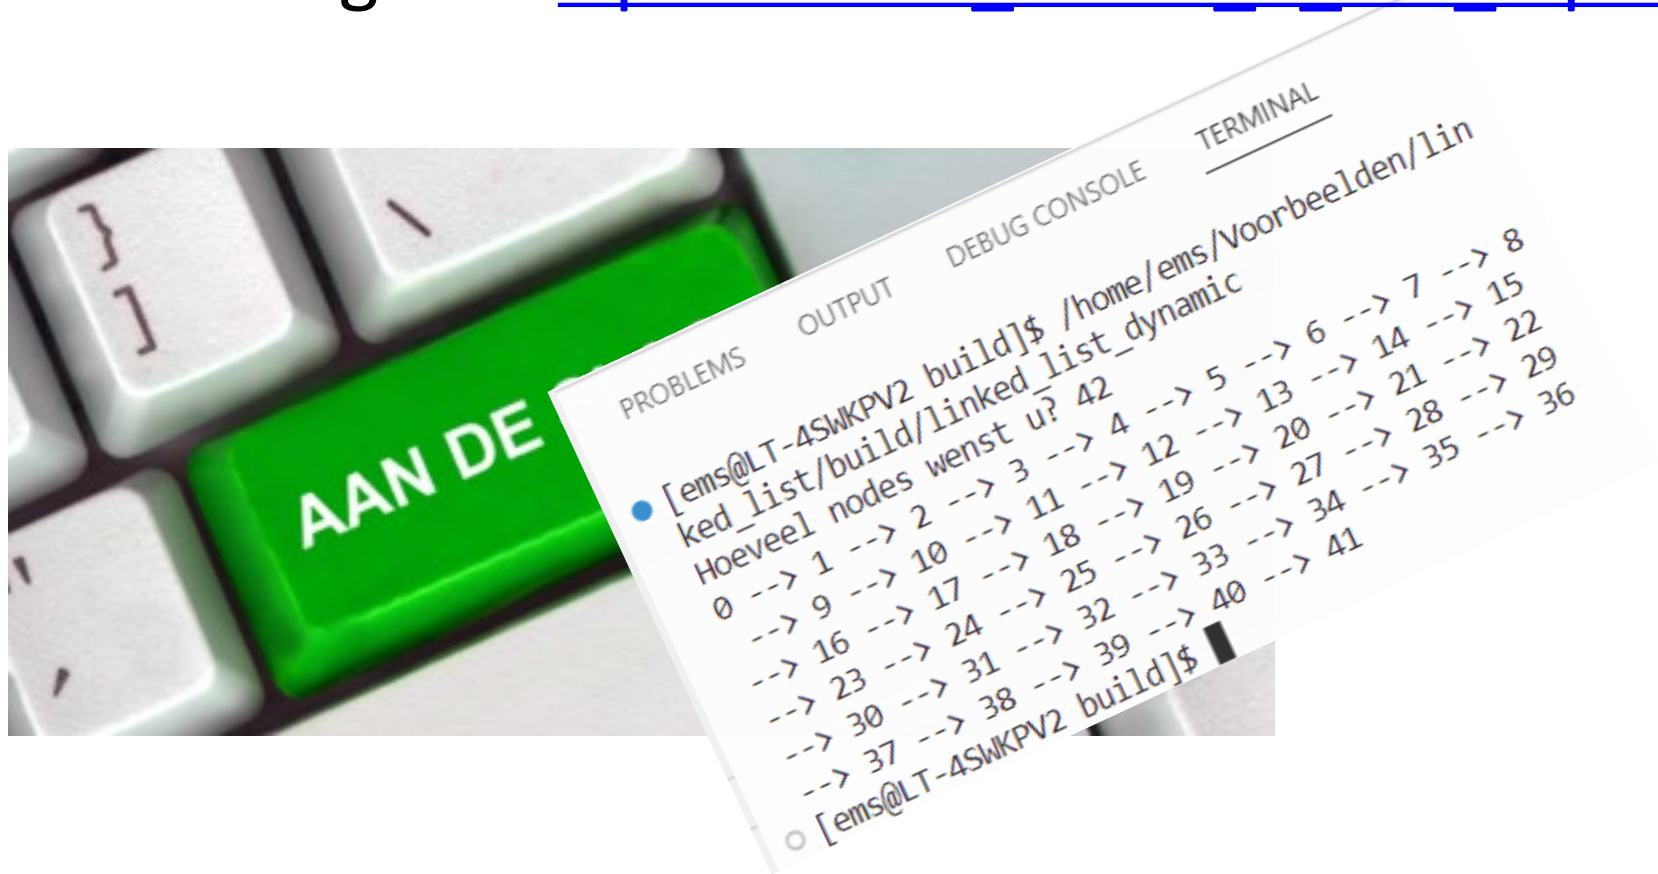 }
]
\
"
'
AAN DE
PROBLEMS OUTPUT DEBUG CONSOLE TERMINAL
[ems@LT-4SWKPV2 build]$ /home/ems/Voorbeelden/lin
ked_list/build/linked_list_dynamic
Hoeveel nodes wenst u? 42
0 --> 1 --> 2 --> 3 --> 4 --> 5 --> 6 --> 7 --> 8
--> 9 --> 10 --> 11 --> 12 --> 13 --> 14 --> 15
--> 16 --> 17 --> 18 --> 19 --> 20 --> 21 --> 22
--> 23 --> 24 --> 25 --> 26 --> 27 --> 28 --> 29
--> 30 --> 31 --> 32 --> 33 --> 34 --> 35 --> 36
--> 37 --> 38 --> 39 --> 40 --> 41
[ems@LT-4SWKPV2 build]$